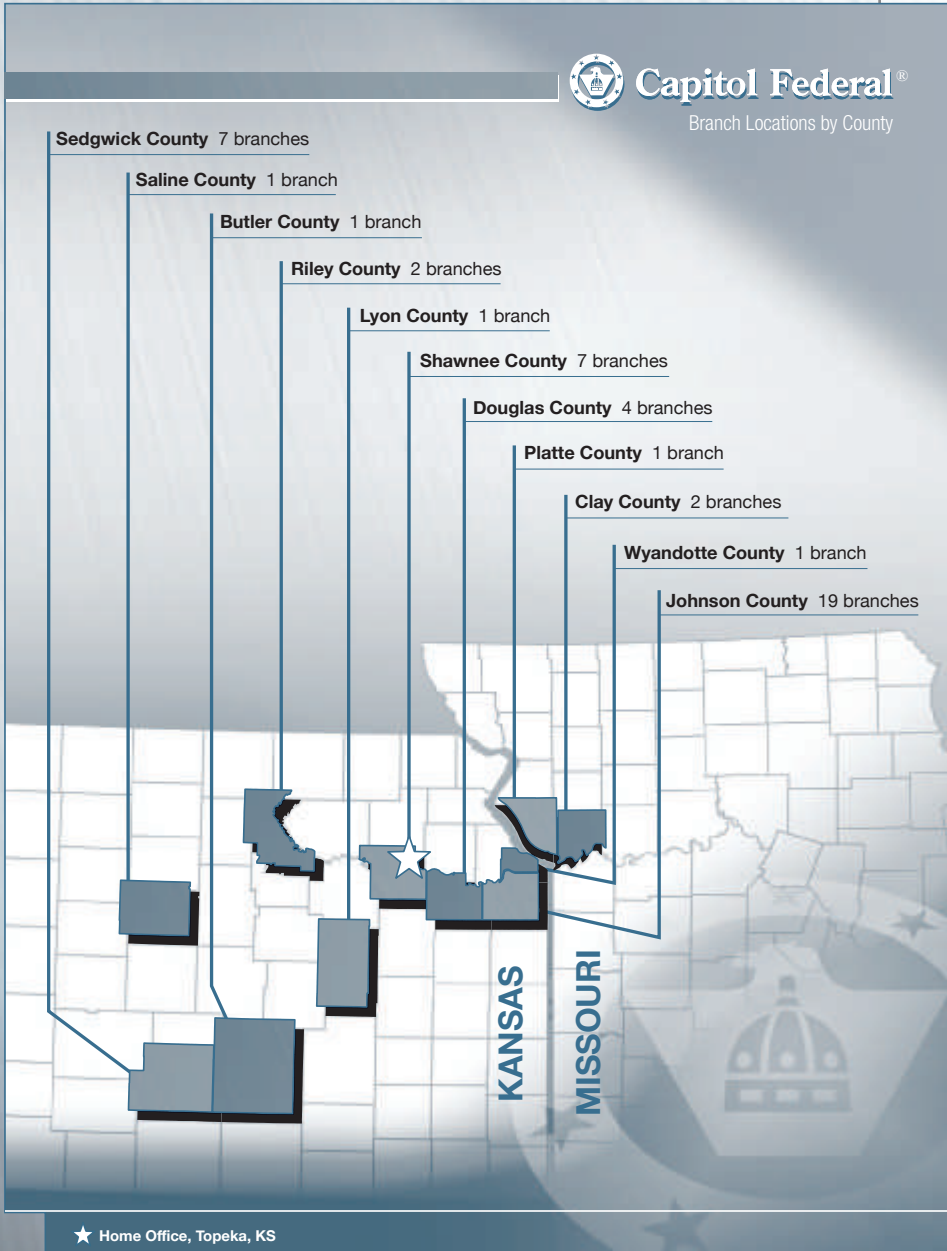 Capitol Federal®
Branch Locations by County
Sedgwick County 7 branches
Saline County 1 branch
Butler County 1 branch
Riley County 2 branches
Lyon County 1 branch
Shawnee County 7 branches
Douglas County 4 branches
Platte County 1 branch
Clay County 2 branches
Wyandotte County 1 branch
Johnson County 19 branches
KANSAS
MISSOURI
Home Office, Topeka, KS